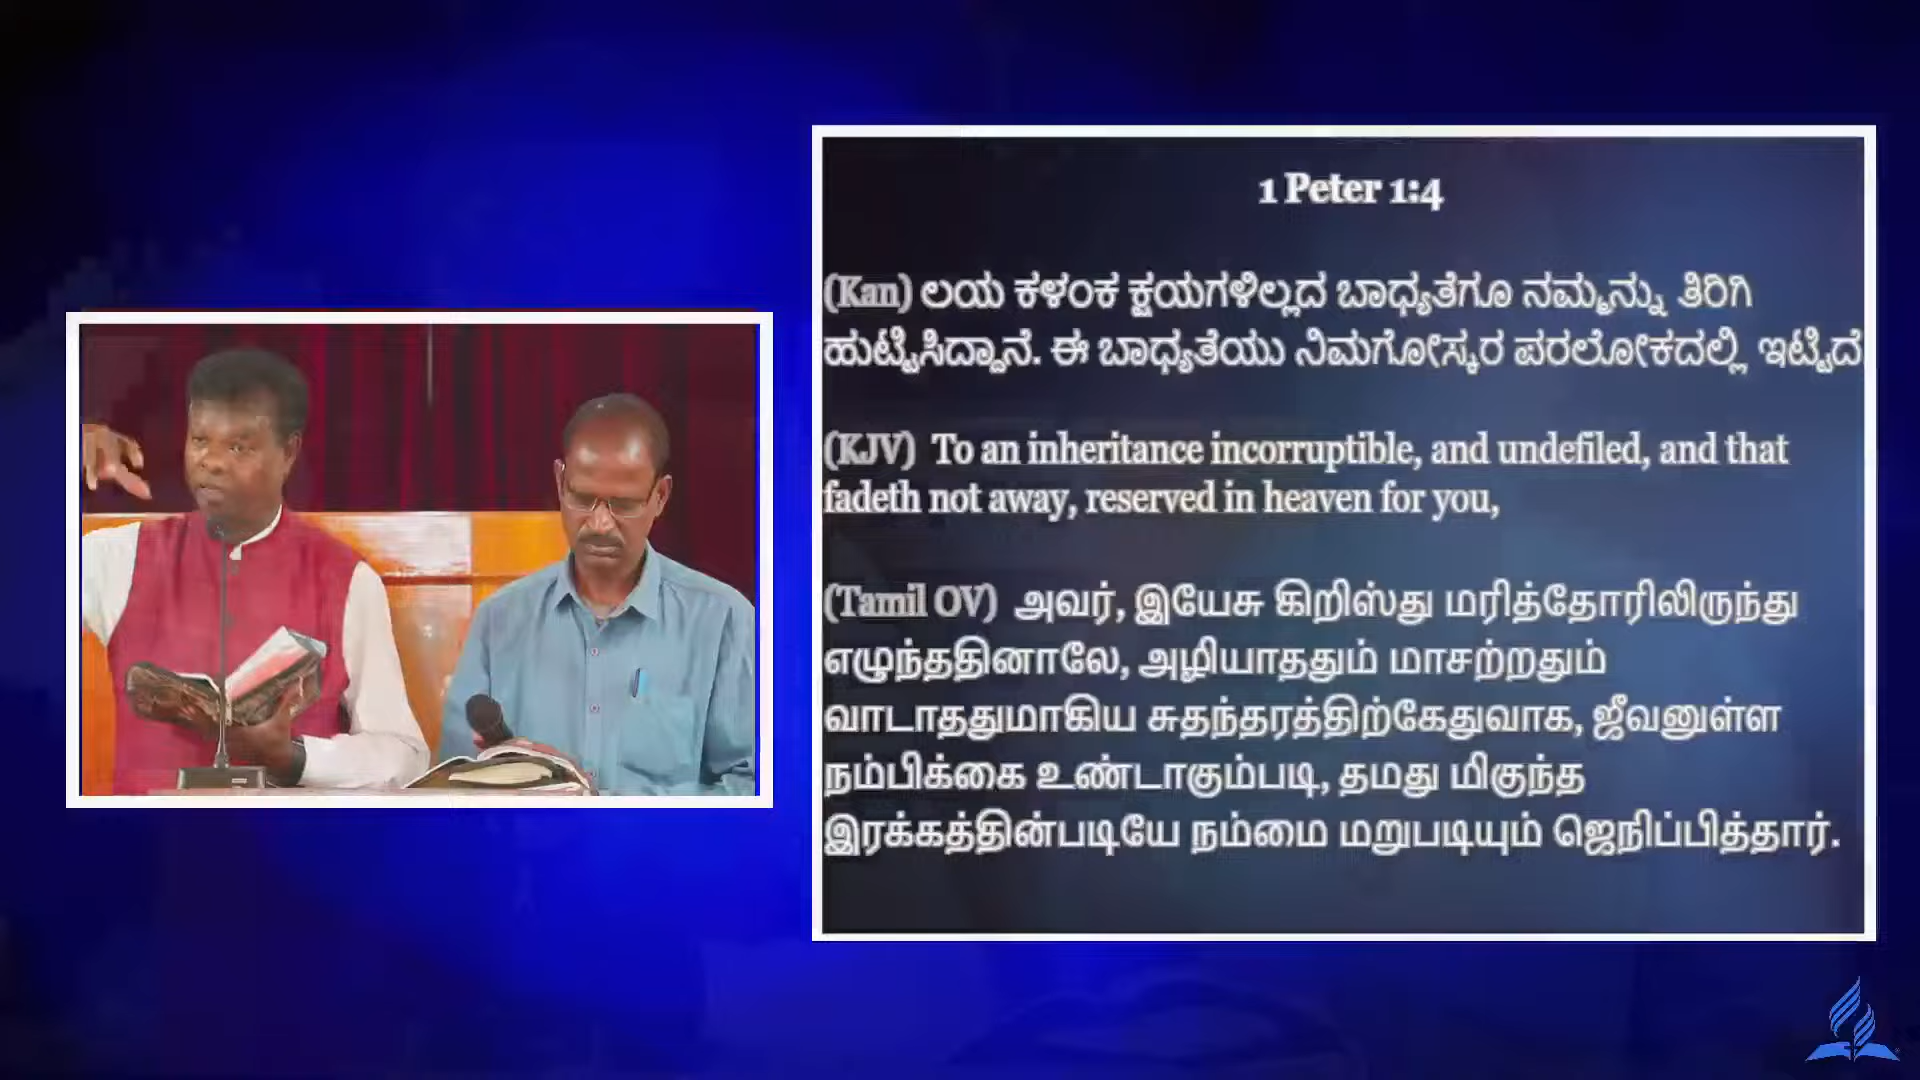 1 Peter 1:4
(Kan) ಲಯ ಕಳಂಕ ಕ್ಷಯಗಳಿಲ್ಲದ ಬಾಧ್ಯತೆಗೂ ನಮ್ಮನ್ನು ತಿರಿಗಿ
ಹುಟ್ಟಿಸಿದ್ದಾನೆ. ಈ ಬಾಧ್ಯತೆಯು ನಿಮಗೋಸ್ಕರ ಪರಲೋಕದಲ್ಲಿ ಇಟ್ಟಿದೆ
(KJV) To an inheritance incorruptible, and undefiled, and that
fadeth not away, reserved in heaven for you,
(Tamil OV) அவர், இயேசு கிறிஸ்து மரித்தோரிலிருந்து
எழுந்ததினாலே, அழியாததும் மாசற்றதும்
வாடாததுமாகிய சுதந்தரத்திற்கேதுவாக, ஜீவனுள்ள
நம்பிக்கை உண்டாகும்படி, தமது மிகுந்த
இரக்கத்தின்படியே நம்மை மறுபடியும் ஜெநிப்பித்தார்.